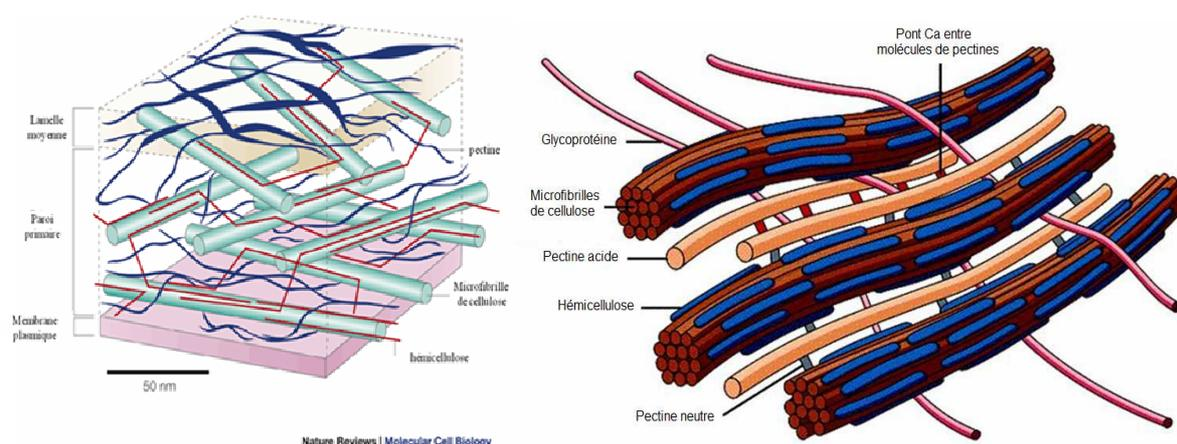 Lamelle
moyenne
pectine
Paroi
primaire
Microfibrille
de cellulose
Membrane
plasmique
hémicellulose
50 nm
Nature Reviews | Molecular Cell Biology
Pont Ca entre
molécules de pectines
Glycoprotéine
Microfibrilles
de cellulose
Pectine acide
Hémicellulose
Pectine neutre